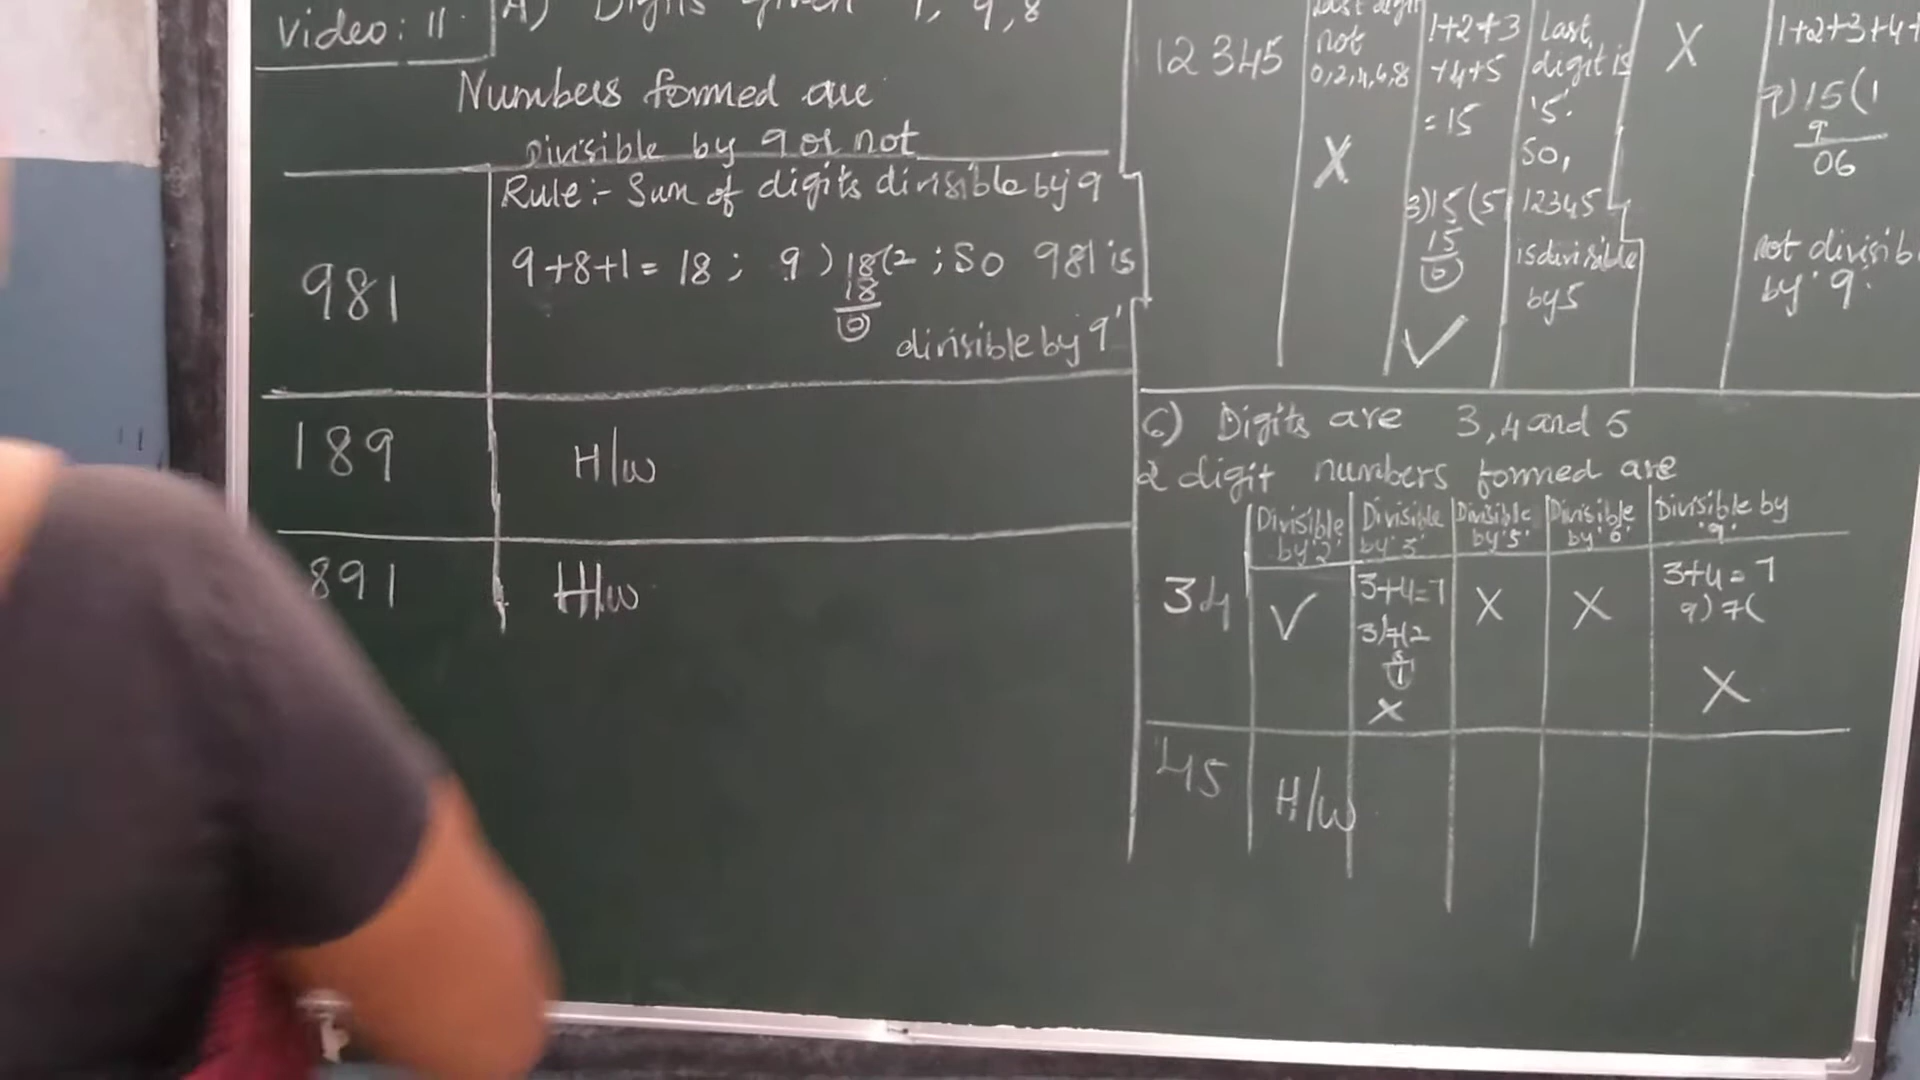 Video: 11
A) Digits given 1, 9, 8
Numbers formed are
Divisible by 9 or not
Rule:- Sum of digits divisible by 9
981
9+8+1 = 18 ; 9 ) 18 ( 2 ; So 981 is
18
0
divisible by 9'
189
H/w
891
H/w
12345
Last digit
not
0,2,4,6,8
X
1+2+3
+4+5
= 15
3)15(5
15
0
✓
last
digit is
'5'.
So,
12345
is divisible
by 5
X
1+2+3+4+
9)15(1
9
06
not divisib
by '9'.
C) Digits are 3,4 and 5
2 digit numbers formed are
Divisible by '2'
Divisible by '3'
Divisible by '5'
Divisible by '6'
Divisible by '9'
34
✓
3+4=7
3)7(2
1
X
X
X
3+4=7
9)7(
X
45
H/w